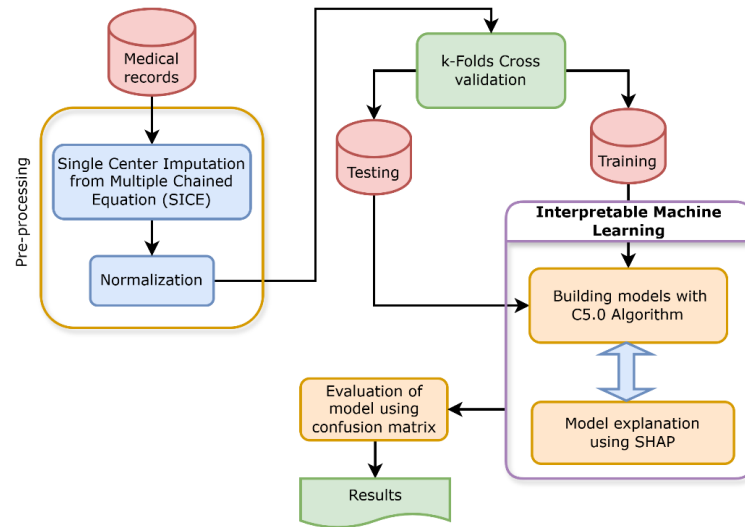 Medical
records
Pre-processing
Single Center Imputation
from Multiple Chained
Equation (SICE)
Normalization
k-Folds Cross
validation
Testing
Training
Interpretable Machine
Learning
Building models with
C5.0 Algorithm
Model explanation
using SHAP
Evaluation of
model using
confusion matrix
Results